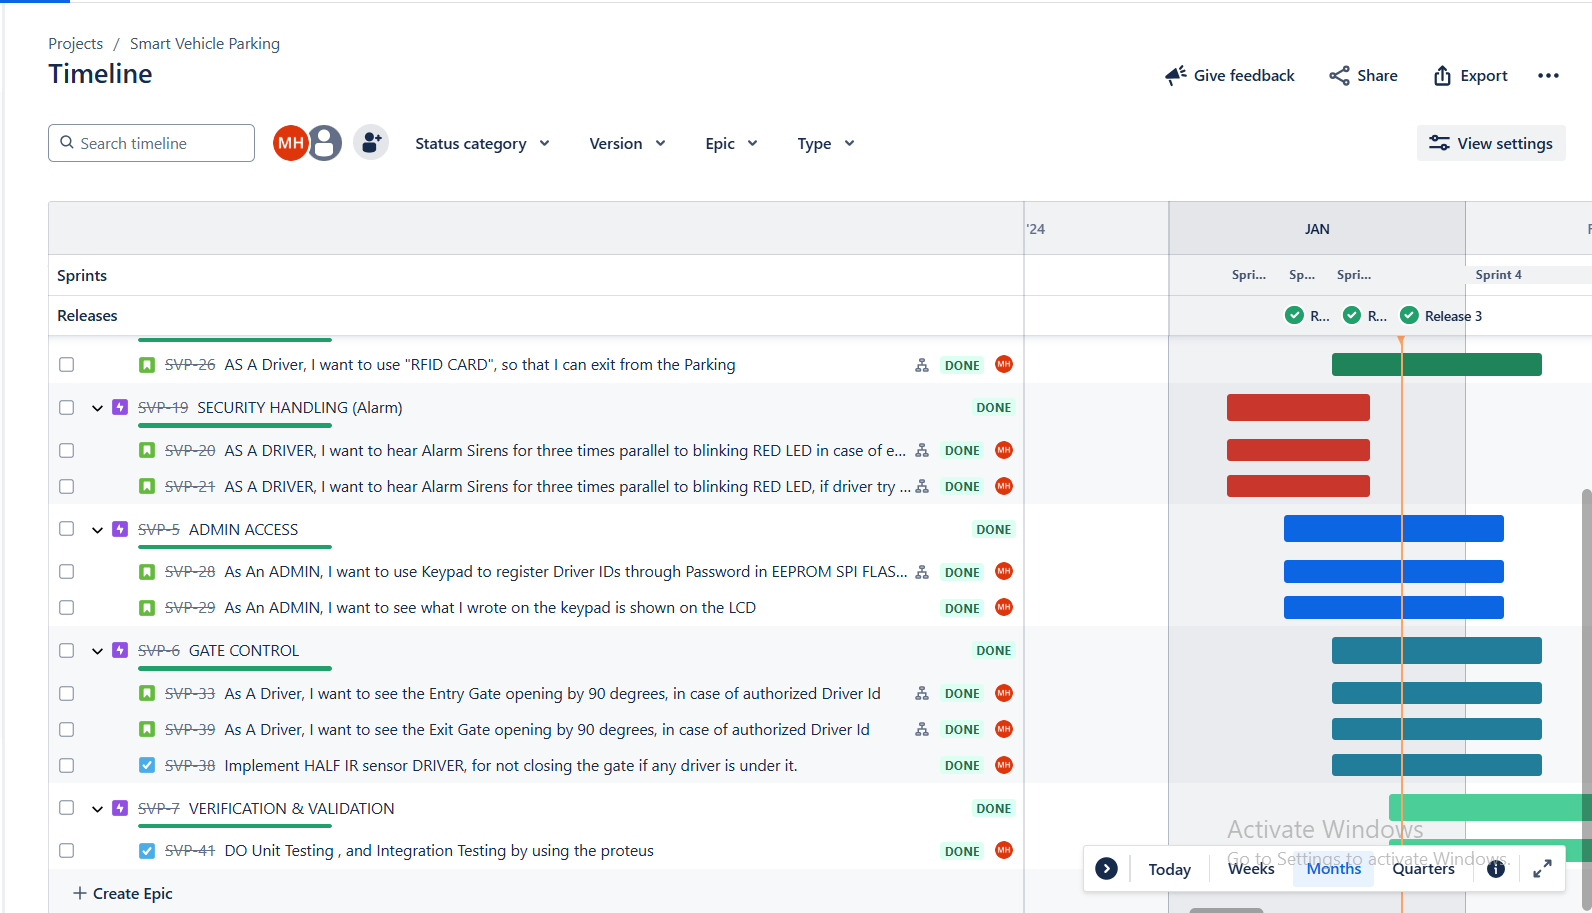 Projects / Smart Vehicle Parking
Timeline
Give feedback
Share
Export
Search timeline
MH
Status category
Version
Epic
Type
View settings
'24
JAN
F
Sprints
Spri...
Sp...
Spri...
Sprint 4
Releases
R...
R...
Release 3
SVP-26 AS A Driver, I want to use "RFID CARD", so that I can exit from the Parking DONE MH
SVP-19 SECURITY HANDLING (Alarm) DONE
SVP-20 AS A DRIVER, I want to hear Alarm Sirens for three times parallel to blinking RED LED in case of e... DONE MH
SVP-21 AS A DRIVER, I want to hear Alarm Sirens for three times parallel to blinking RED LED, if driver try ... DONE MH
SVP-5 ADMIN ACCESS DONE
SVP-28 As An ADMIN, I want to use Keypad to register Driver IDs through Password in EEPROM SPI FLAS... DONE MH
SVP-29 As An ADMIN, I want to see what I wrote on the keypad is shown on the LCD DONE MH
SVP-6 GATE CONTROL DONE
SVP-33 As A Driver, I want to see the Entry Gate opening by 90 degrees, in case of authorized Driver Id DONE MH
SVP-39 As A Driver, I want to see the Exit Gate opening by 90 degrees, in case of authorized Driver Id DONE MH
SVP-38 Implement HALF IR sensor DRIVER, for not closing the gate if any driver is under it. DONE MH
SVP-7 VERIFICATION & VALIDATION DONE
SVP-41 DO Unit Testing , and Integration Testing by using the proteus DONE MH
Activate Windows
Go to Settings to activate Windows.
Today
Weeks
Months
Quarters
+ Create Epic